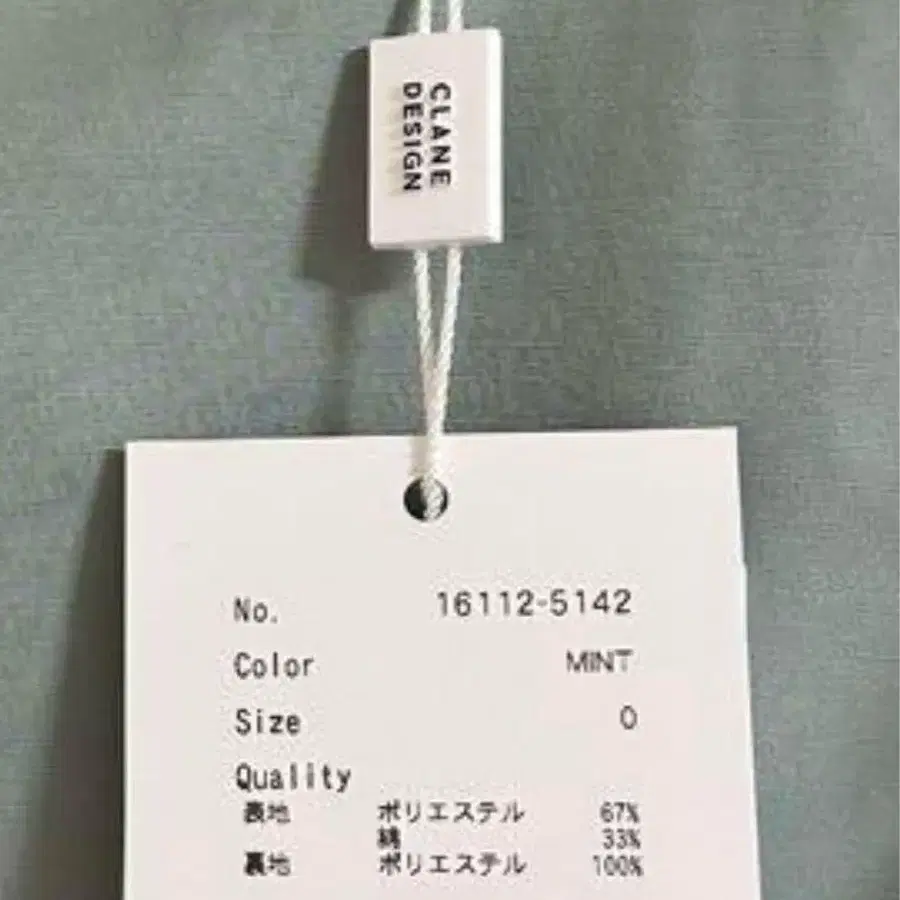 CLANE
DESIGN
No. 16112-5142
Color MINT
Size 0
Quality
表地 ポリエステル 67%
綿 33%
裏地 ポリエステル 100%